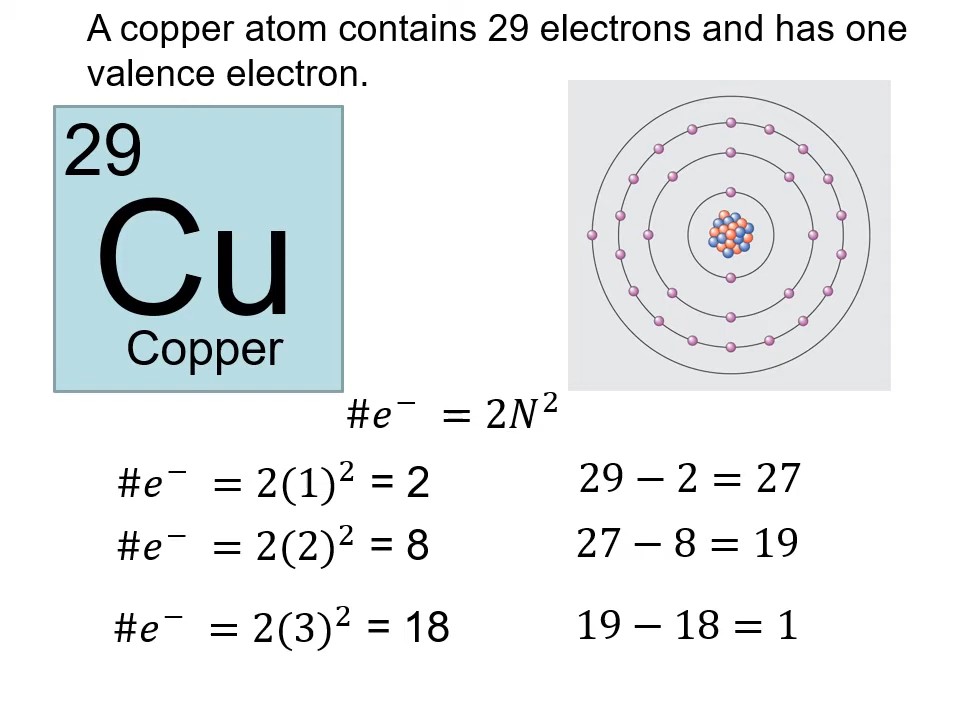 A copper atom contains 29 electrons and has one
valence electron.
29
Cu
Copper
#𝑒⁻ = 2𝑁²
#𝑒⁻ = 2(1)² = 2
29 − 2 = 27
#𝑒⁻ = 2(2)² = 8
27 − 8 = 19
#𝑒⁻ = 2(3)² = 18
19 − 18 = 1